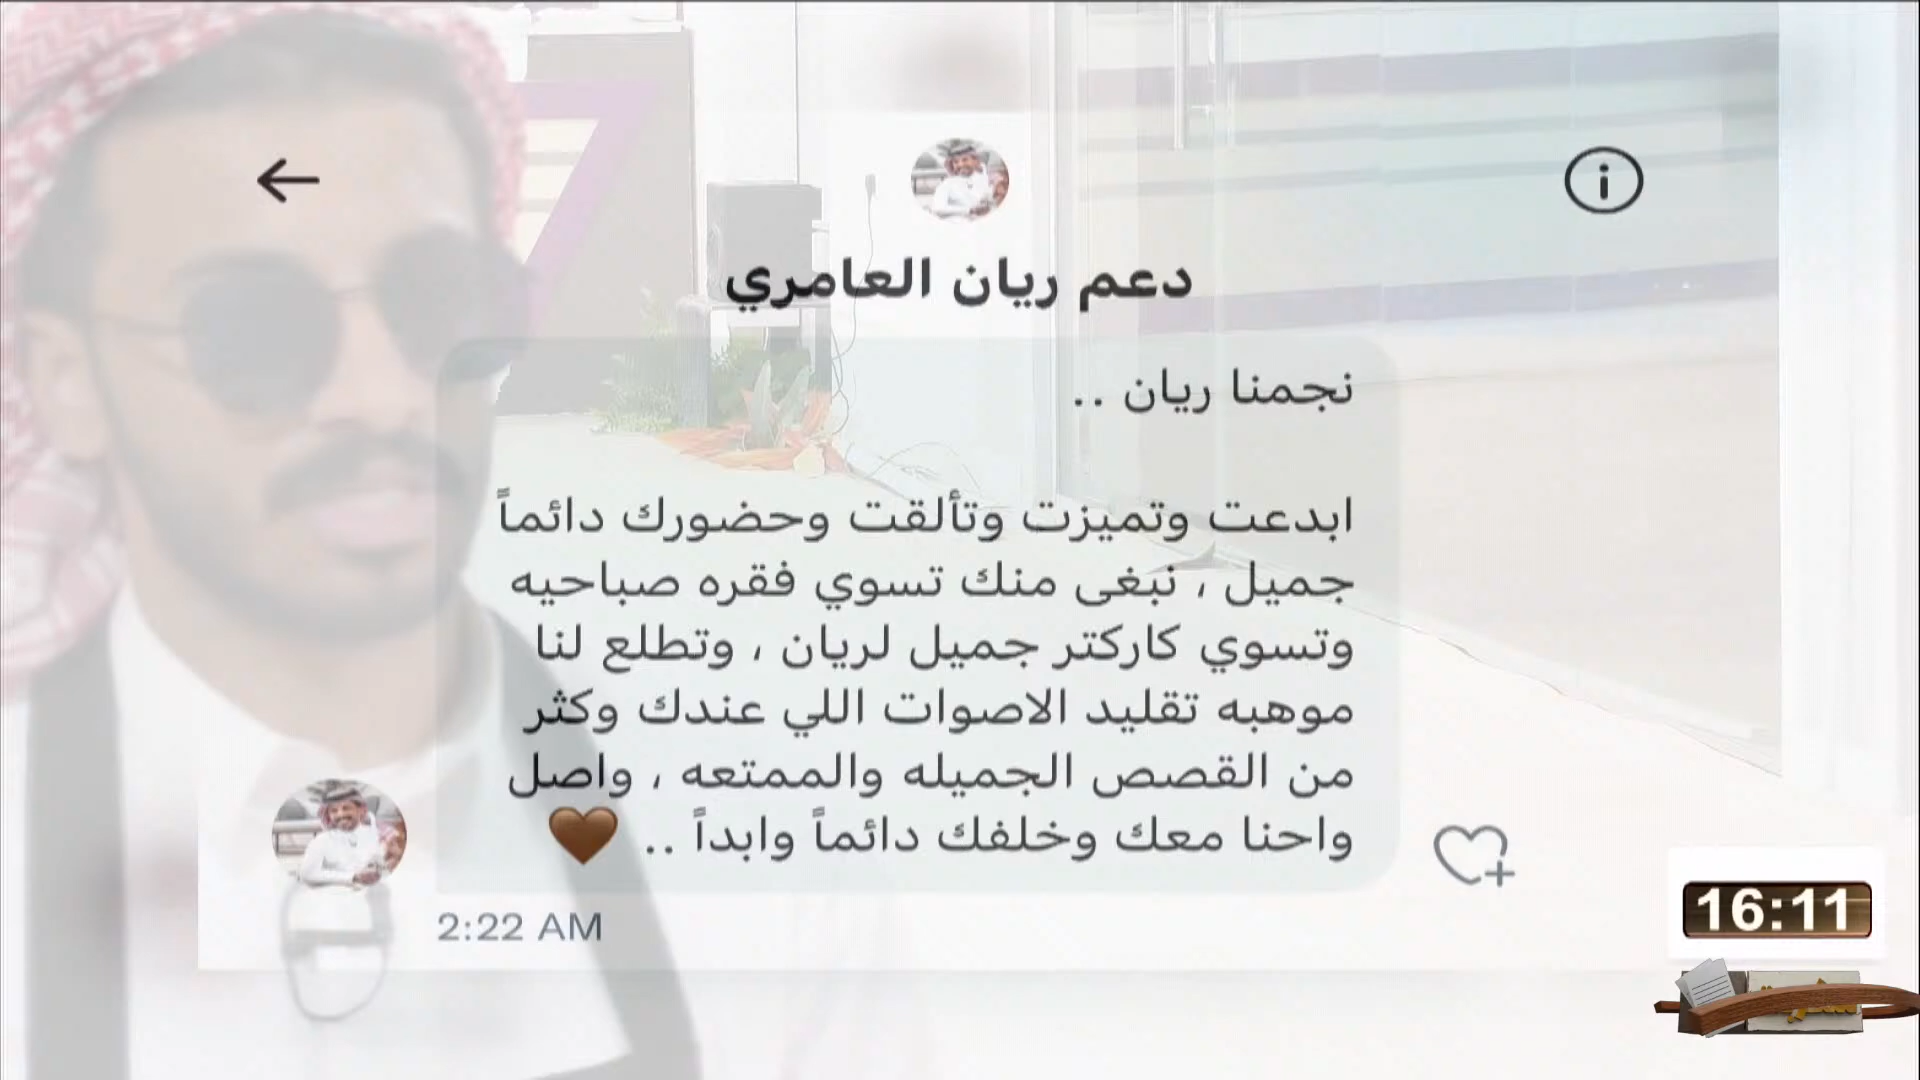 دعم ريان العامري
نجمنا ريان ..
ابدعت وتميزت وتألقت وحضورك دائماً
جميل ، نبغى منك تسوي فقره صباحيه
وتسوي كاركتر جميل لريان ، وتطلع لنا
موهبه تقليد الاصوات اللي عندك وكثر
من القصص الجميله والممتعه ، واصل
واحنا معك وخلفك دائماً وابداً .. 🤎
2:22 AM
16:11